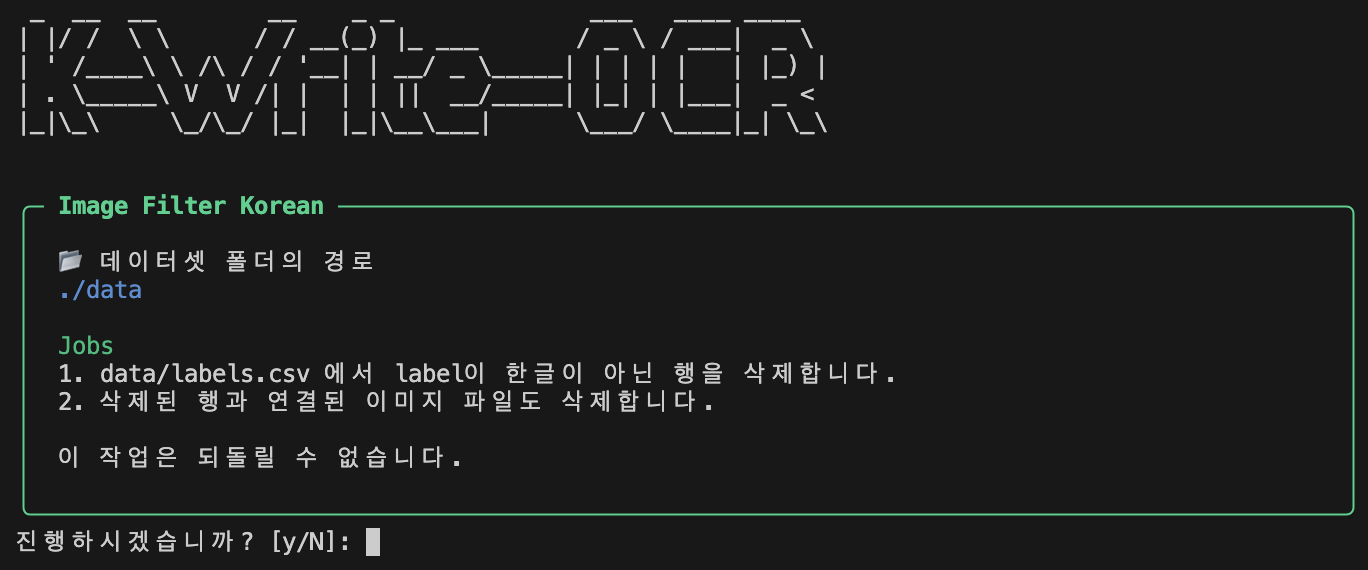 K-Write-OCR
Image Filter Korean
📂 데이터셋 폴더의 경로
./data
Jobs
1. data/labels.csv 에서 label이 한글이 아닌 행을 삭제합니다.
2. 삭제된 행과 연결된 이미지 파일도 삭제합니다.
이 작업은 되돌릴 수 없습니다.
진행하시겠습니까? [y/N]: